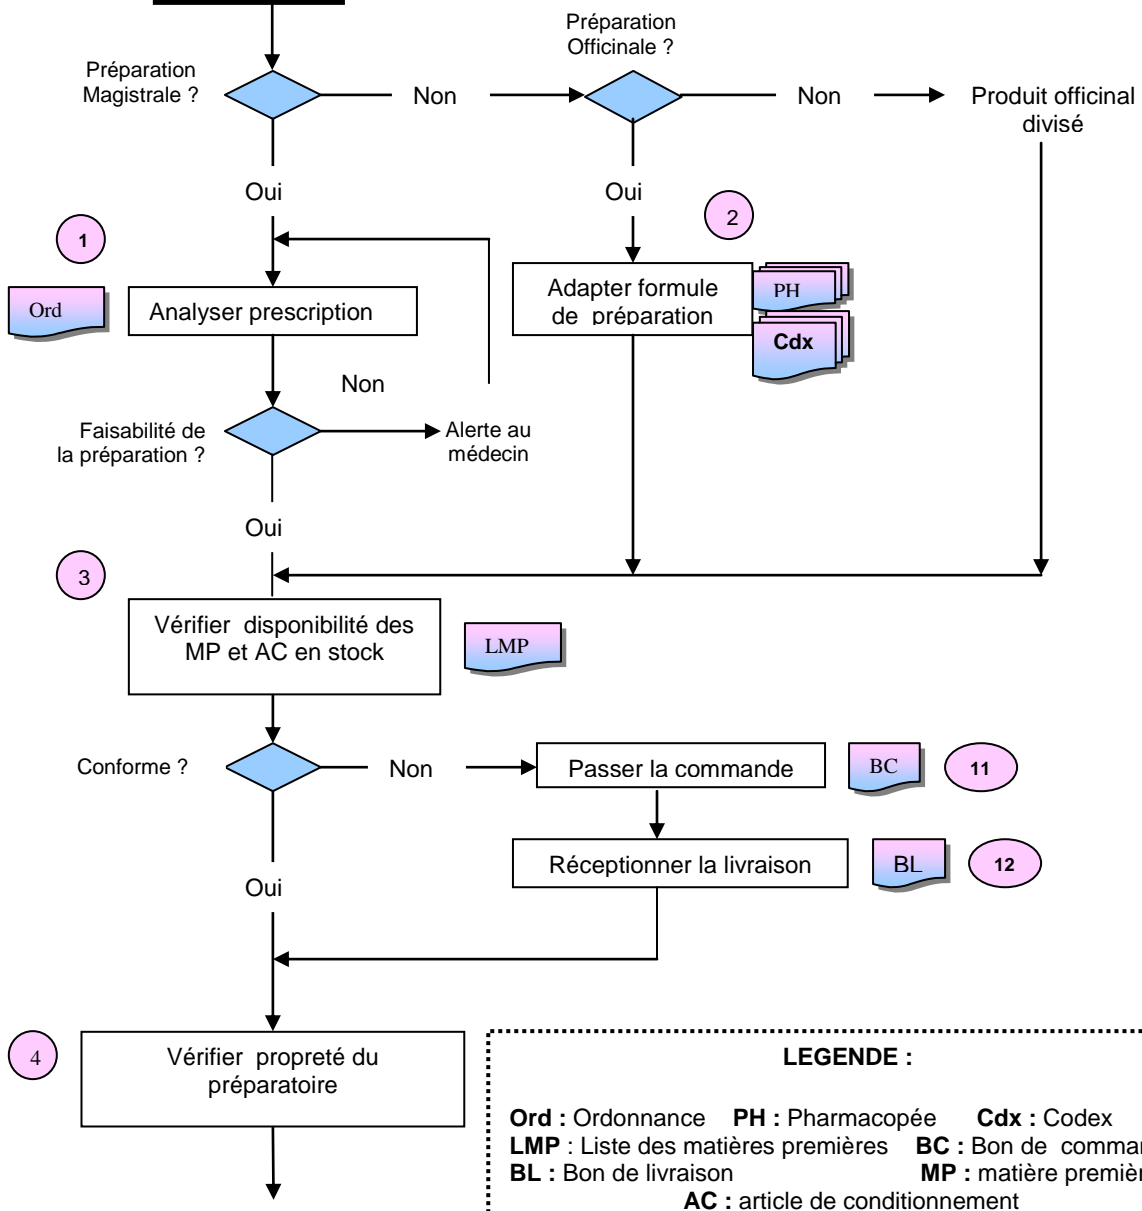 Préparation
Officinale ?
Préparation
Magistrale ?
Non
Non
Produit officinal
divisé
Oui
Oui
1
2
Ord
Analyser prescription
Adapter formule
de préparation
PH
Cdx
Non
Faisabilité de
la préparation ?
Alerte au
médecin
Oui
3
Vérifier disponibilité des
MP et AC en stock
LMP
Conforme ?
Non
Passer la commande
BC
11
Réceptionner la livraison
BL
12
Oui
4
Vérifier propreté du
préparatoire
LEGENDE :
Ord : Ordonnance PH : Pharmacopée Cdx : Codex
LMP : Liste des matières premières BC : Bon de
BL : Bon de livraison MP : matière
AC : article de conditionnement